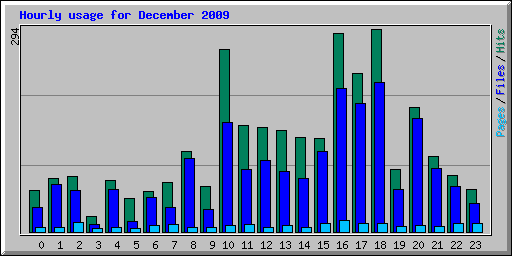 Hourly usage for December 2009
294
Pages/Files/Hits
0 1 2 3 4 5 6 7 8 9 10 11 12 13 14 15 16 17 18 19 20 21 22 23